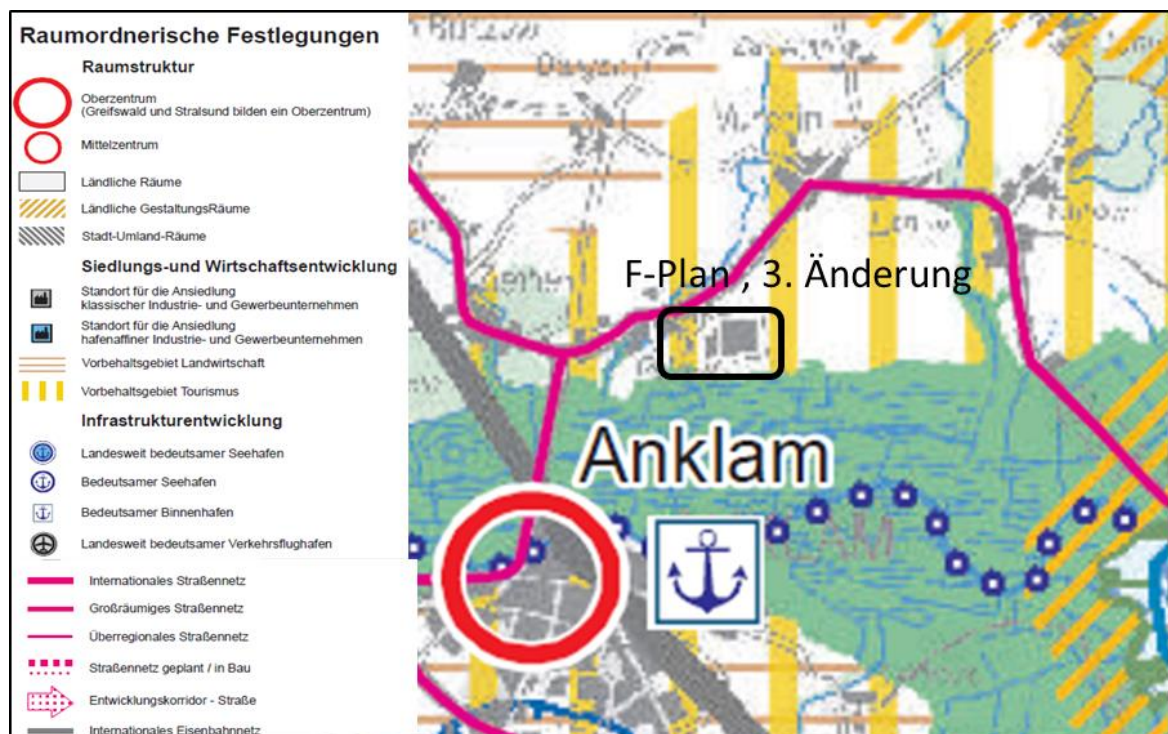 Raumordnerische Festlegungen
Raumstruktur
Oberzentrum
(Greifswald und Stralsund bilden ein Oberzentrum)
Mittelzentrum
Ländliche Räume
Ländliche GestaltungsRäume
Stadt-Umland-Räume
Siedlungs-und Wirtschaftsentwicklung
Standort für die Ansiedlung
klassischer Industrie- und Gewerbeunternehmen
Standort für die Ansiedlung
hafenaffiner Industrie- und Gewerbeunternehmen
Vorbehaltsgebiet Landwirtschaft
Vorbehaltsgebiet Tourismus
Infrastrukturentwicklung
Landesweit bedeutsamer Seehafen
Bedeutsamer Seehafen
Bedeutsamer Binnenhafen
Landesweit bedeutsamer Verkehrsflughafen
Internationales Straßennetz
Großräumiges Straßennetz
Überregionales Straßennetz
Straßennetz geplant / in Bau
Entwicklungskorridor - Straße
Internationales Eisenbahnnetz
F-Plan , 3. Änderung
Anklam